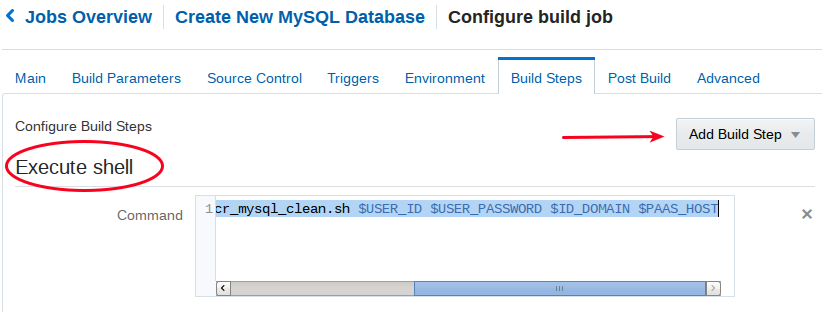 Jobs Overview Create New MySQL Database Configure build job
Main Build Parameters Source Control Triggers Environment Build Steps Post Build Advanced
Configure Build Steps
Add Build Step
Execute shell
Command
1 cr_mysql_clean.sh $USER_ID $USER_PASSWORD $ID_DOMAIN $PAAS_HOST